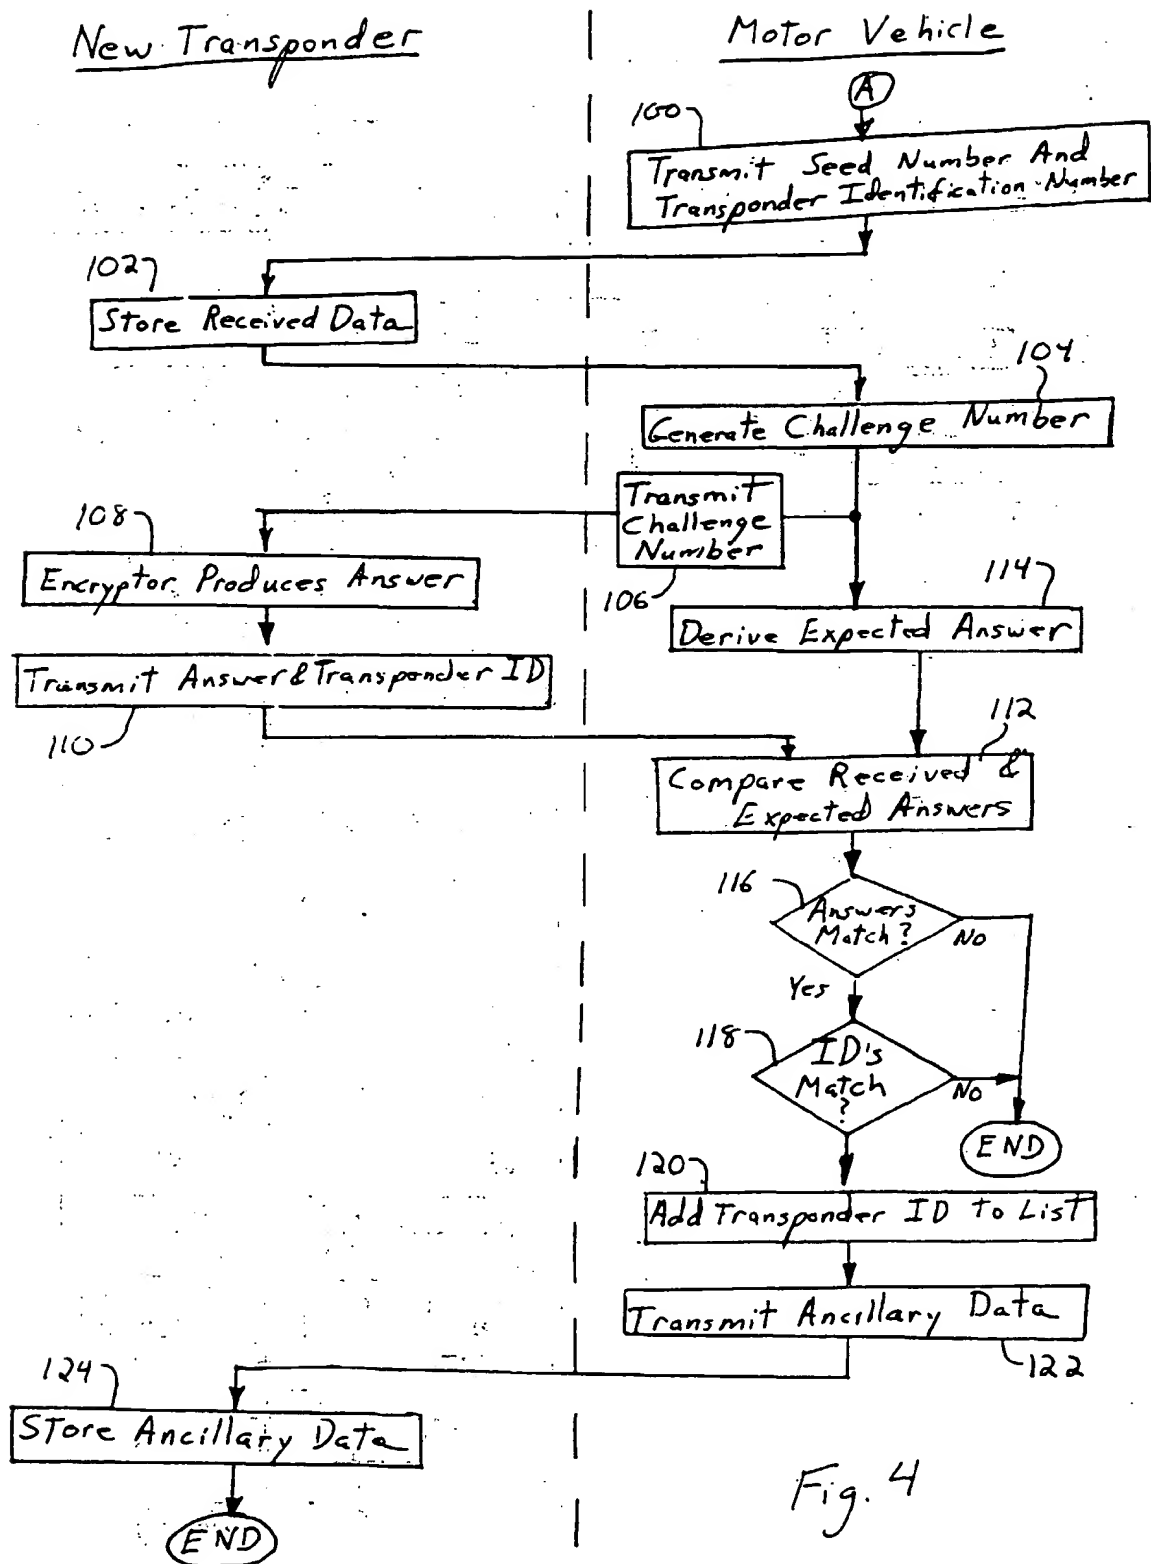 New Transponder
Motor Vehicle
A
100
Transmit Seed Number And
Transponder Identification Number
102
Store Received Data
104
Generate Challenge Number
Transmit
Challenge
Number
106
108
Encryptor Produces Answer
114
Derive Expected Answer
Transmit Answer & Transponder ID
110
112
Compare Received &
Expected Answers
116
Answers
Match?
No
Yes
118
ID's
Match
?
No
END
120
Add Transponder ID to List
Transmit Ancillary Data
122
124
Store Ancillary Data
END
Fig. 4